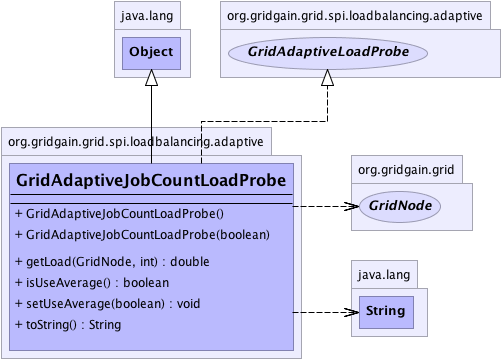 java.lang
Object
org.gridgain.grid.spi.loadbalancing.adaptive
GridAdaptiveLoadProbe
org.gridgain.grid.spi.loadbalancing.adaptive
GridAdaptiveJobCountLoadProbe
+ GridAdaptiveJobCountLoadProbe()
+ GridAdaptiveJobCountLoadProbe(boolean)
+ getLoad(GridNode, int) : double
+ isUseAverage() : boolean
+ setUseAverage(boolean) : void
+ toString() : String
org.gridgain.grid
GridNode
java.lang
String